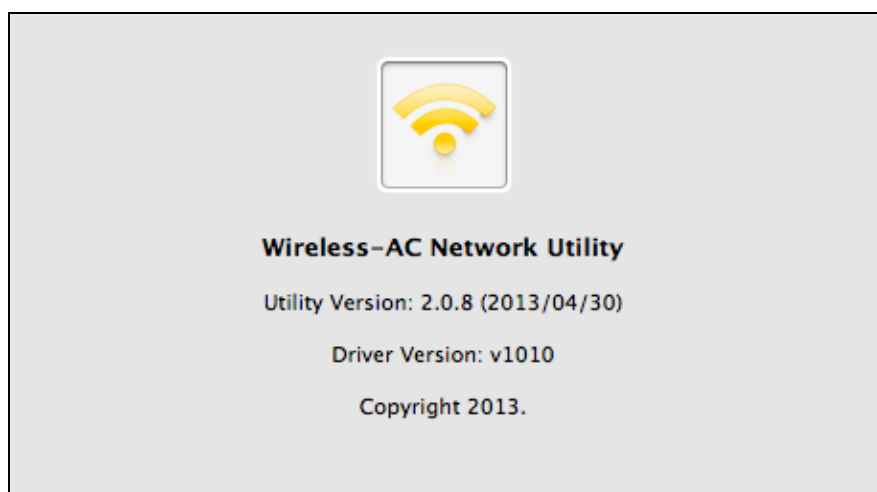 Wireless-AC Network Utility
Utility Version: 2.0.8 (2013/04/30)
Driver Version: v1010
Copyright 2013.